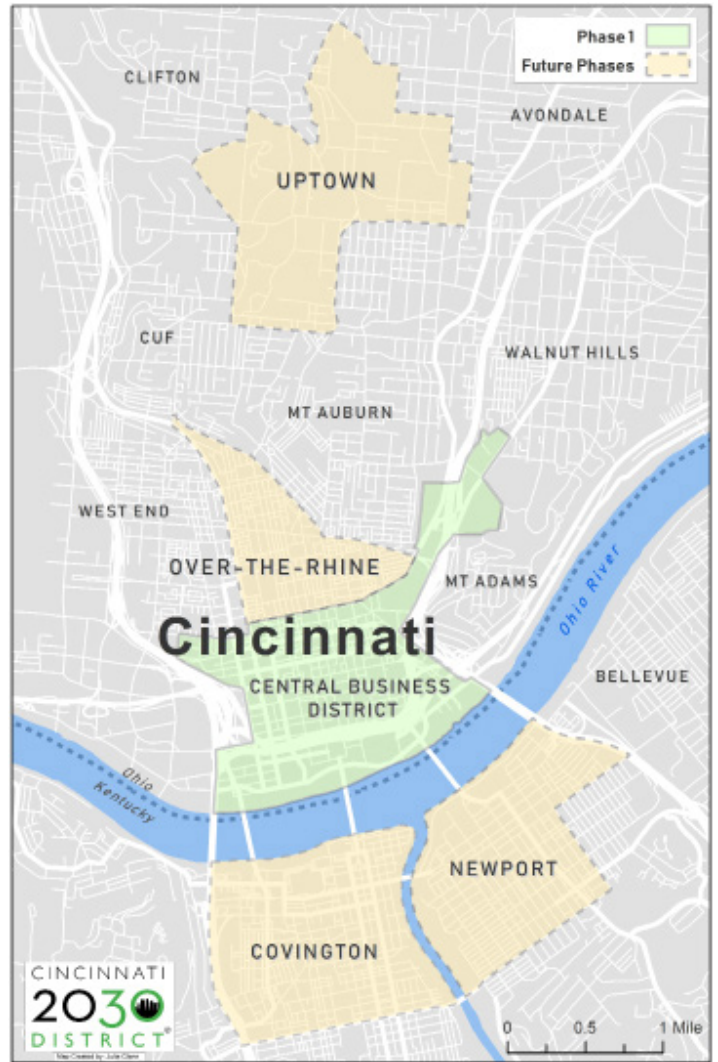 Phase 1
Future Phases
CLIFTON
AVONDALE
UPTOWN
CUF
WALNUT HILLS
MT AUBURN
WEST END
OVER-THE-RHINE
MT ADAMS
Ohio River
Cincinnati
CENTRAL BUSINESS
DISTRICT
BELLEVUE
Ohio
Kentucky
NEWPORT
COVINGTON
CINCINNATI
2030
DISTRICT
0 0.5 1 Mile